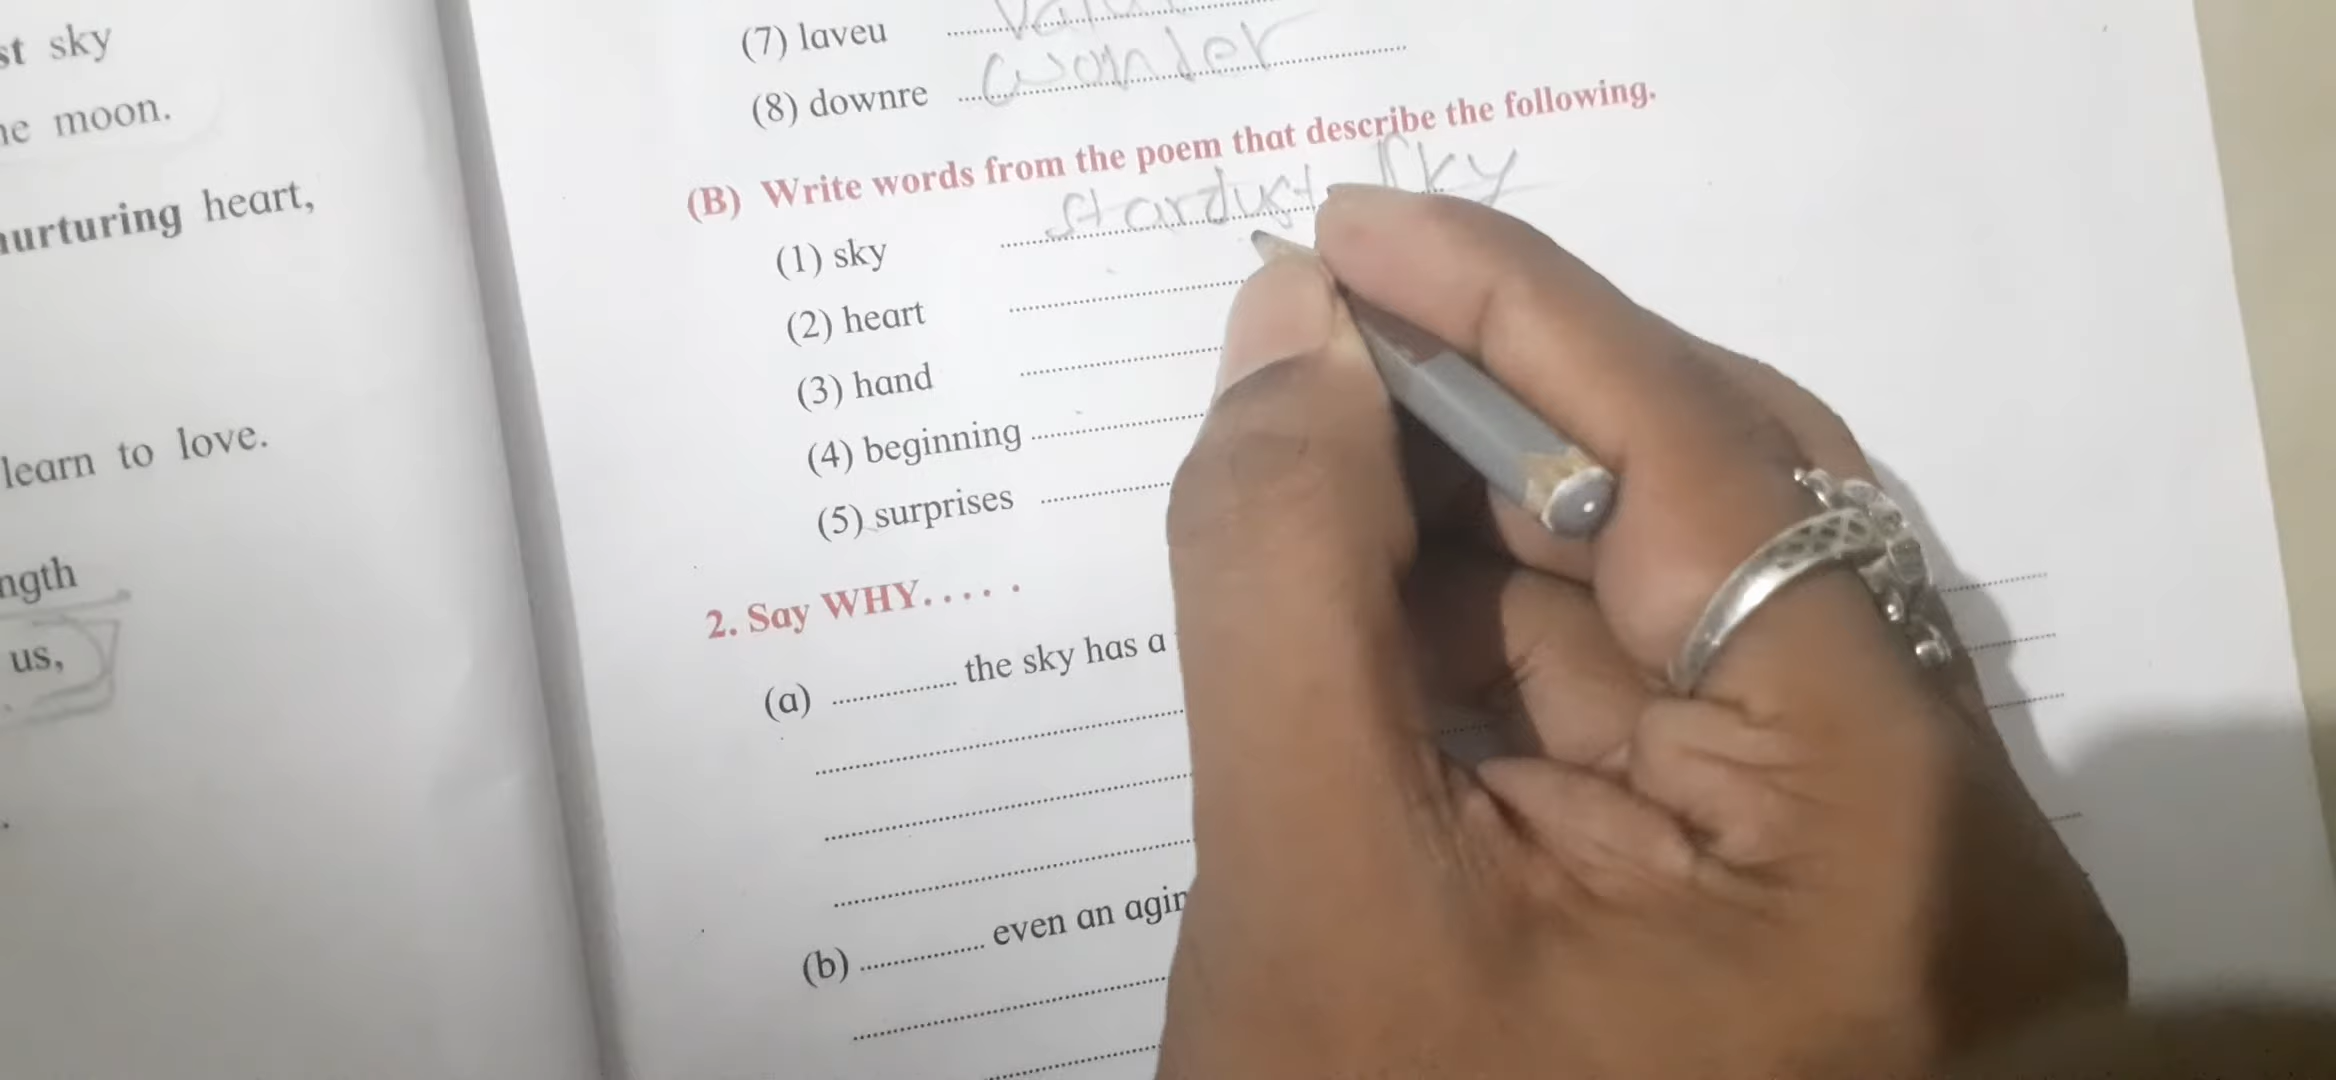 st sky
he moon.
nurturing heart,
learn to love.
ngth
us,
(7) laveu
(8) downre wonder
(B) Write words from the poem that describe the following.
(1) sky stardust sky
(2) heart
(3) hand
(4) beginning
(5) surprises
2. Say WHY.....
(a) the sky has a
(b) even an agin